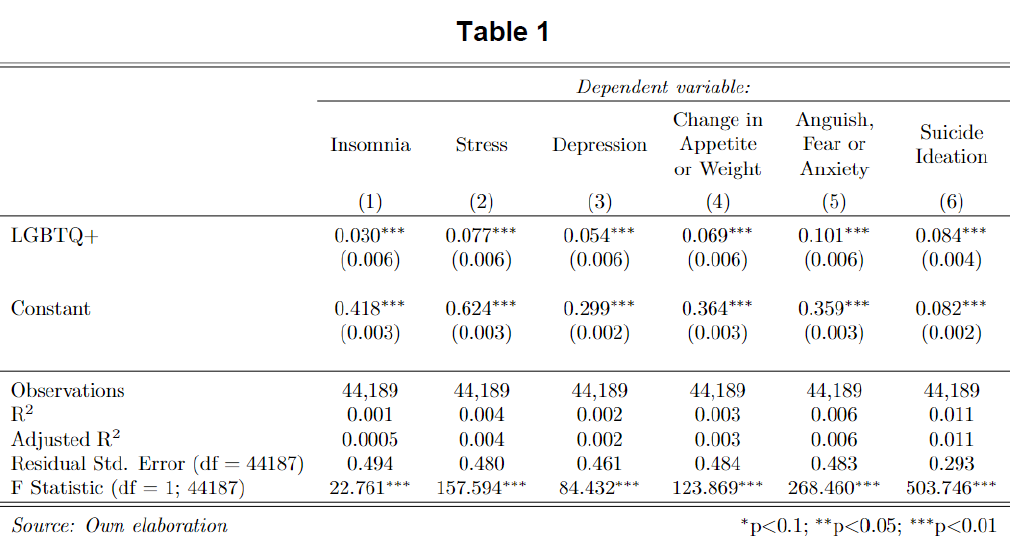 Table 1
Dependent variable:
Insomnia Stress Depression Change in Appetite or Weight Anguish, Fear or Anxiety Suicide Ideation
(1) (2) (3) (4) (5) (6)
LGBTQ+ 0.030*** 0.077*** 0.054*** 0.069*** 0.101*** 0.084***
(0.006) (0.006) (0.006) (0.006) (0.006) (0.004)
Constant 0.418*** 0.624*** 0.299*** 0.364*** 0.359*** 0.082***
(0.003) (0.003) (0.002) (0.003) (0.003) (0.002)
Observations 44,189 44,189 44,189 44,189 44,189 44,189
R² 0.001 0.004 0.002 0.003 0.006 0.011
Adjusted R² 0.0005 0.004 0.002 0.003 0.006 0.011
Residual Std. Error (df = 44187) 0.494 0.480 0.461 0.484 0.483 0.293
F Statistic (df = 1; 44187) 22.761*** 157.594*** 84.432*** 123.869*** 268.460*** 503.746***
Source: Own elaboration *p<0.1; **p<0.05; ***p<0.01